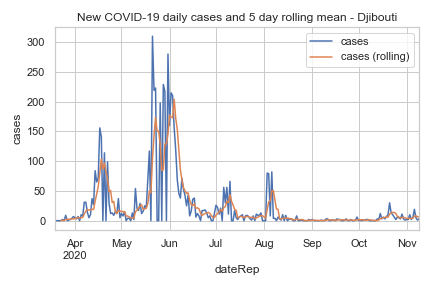 New COVID-19 daily cases and 5 day rolling mean - Djibouti
cases
cases (rolling)
300
250
200
150
100
50
0
cases
Apr
2020
May
Jun
Jul
Aug
Sep
Oct
Nov
dateRep